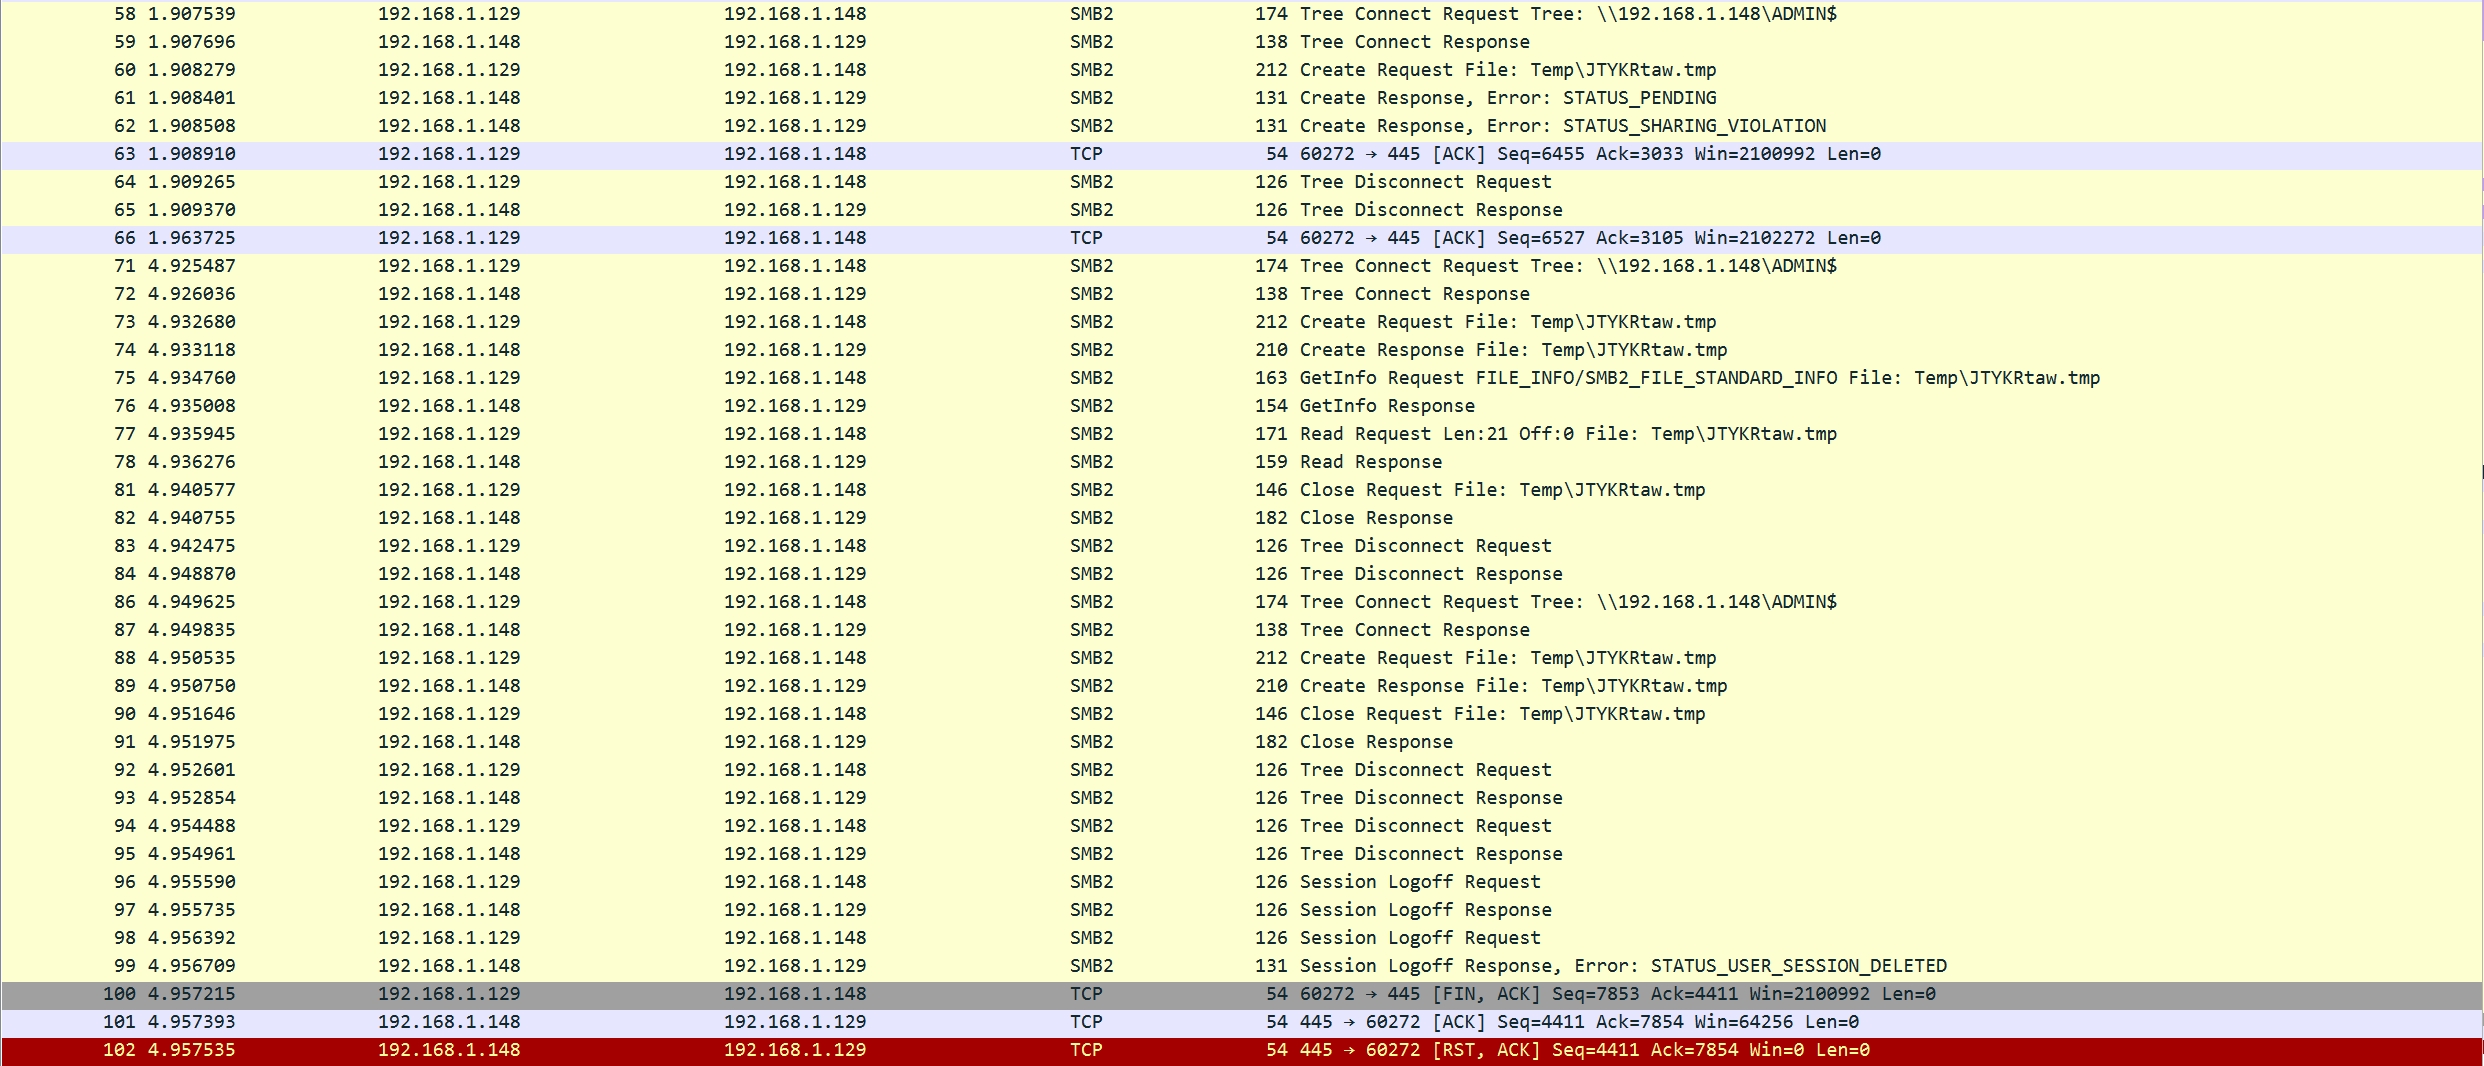 58 1.907539 192.168.1.129 192.168.1.148 SMB2 174 Tree Connect Request Tree: \\192.168.1.148\ADMIN$
59 1.907696 192.168.1.148 192.168.1.129 SMB2 138 Tree Connect Response
60 1.908279 192.168.1.129 192.168.1.148 SMB2 212 Create Request File: Temp\JTYKRtaw.tmp
61 1.908401 192.168.1.148 192.168.1.129 SMB2 131 Create Response, Error: STATUS_PENDING
62 1.908508 192.168.1.148 192.168.1.129 SMB2 131 Create Response, Error: STATUS_SHARING_VIOLATION
63 1.908910 192.168.1.129 192.168.1.148 TCP 54 60272 → 445 [ACK] Seq=6455 Ack=3033 Win=2100992 Len=0
64 1.909265 192.168.1.129 192.168.1.148 SMB2 126 Tree Disconnect Request
65 1.909370 192.168.1.148 192.168.1.129 SMB2 126 Tree Disconnect Response
66 1.963725 192.168.1.129 192.168.1.148 TCP 54 60272 → 445 [ACK] Seq=6527 Ack=3105 Win=2102272 Len=0
71 4.925487 192.168.1.129 192.168.1.148 SMB2 174 Tree Connect Request Tree: \\192.168.1.148\ADMIN$
72 4.926036 192.168.1.148 192.168.1.129 SMB2 138 Tree Connect Response
73 4.932680 192.168.1.129 192.168.1.148 SMB2 212 Create Request File: Temp\JTYKRtaw.tmp
74 4.933118 192.168.1.148 192.168.1.129 SMB2 210 Create Response File: Temp\JTYKRtaw.tmp
75 4.934760 192.168.1.129 192.168.1.148 SMB2 163 GetInfo Request FILE_INFO/SMB2_FILE_STANDARD_INFO File: Temp\JTYKRtaw.tmp
76 4.935008 192.168.1.148 192.168.1.129 SMB2 154 GetInfo Response
77 4.935945 192.168.1.129 192.168.1.148 SMB2 171 Read Request Len:21 Off:0 File: Temp\JTYKRtaw.tmp
78 4.936276 192.168.1.148 192.168.1.129 SMB2 159 Read Response
81 4.940577 192.168.1.129 192.168.1.148 SMB2 146 Close Request File: Temp\JTYKRtaw.tmp
82 4.940755 192.168.1.148 192.168.1.129 SMB2 182 Close Response
83 4.942475 192.168.1.129 192.168.1.148 SMB2 126 Tree Disconnect Request
84 4.948870 192.168.1.148 192.168.1.129 SMB2 126 Tree Disconnect Response
86 4.949625 192.168.1.129 192.168.1.148 SMB2 174 Tree Connect Request Tree: \\192.168.1.148\ADMIN$
87 4.949835 192.168.1.148 192.168.1.129 SMB2 138 Tree Connect Response
88 4.950535 192.168.1.129 192.168.1.148 SMB2 212 Create Request File: Temp\JTYKRtaw.tmp
89 4.950750 192.168.1.148 192.168.1.129 SMB2 210 Create Response File: Temp\JTYKRtaw.tmp
90 4.951646 192.168.1.129 192.168.1.148 SMB2 146 Close Request File: Temp\JTYKRtaw.tmp
91 4.951975 192.168.1.148 192.168.1.129 SMB2 182 Close Response
92 4.952601 192.168.1.129 192.168.1.148 SMB2 126 Tree Disconnect Request
93 4.952854 192.168.1.148 192.168.1.129 SMB2 126 Tree Disconnect Response
94 4.954488 192.168.1.129 192.168.1.148 SMB2 126 Tree Disconnect Request
95 4.954961 192.168.1.148 192.168.1.129 SMB2 126 Tree Disconnect Response
96 4.955590 192.168.1.129 192.168.1.148 SMB2 126 Session Logoff Request
97 4.955735 192.168.1.148 192.168.1.129 SMB2 126 Session Logoff Response
98 4.956392 192.168.1.129 192.168.1.148 SMB2 126 Session Logoff Request
99 4.956709 192.168.1.148 192.168.1.129 SMB2 131 Session Logoff Response, Error: STATUS_USER_SESSION_DELETED
100 4.957215 192.168.1.129 192.168.1.148 TCP 54 60272 → 445 [FIN, ACK] Seq=7853 Ack=4411 Win=2100992 Len=0
101 4.957393 192.168.1.148 192.168.1.129 TCP 54 445 → 60272 [ACK] Seq=4411 Ack=7854 Win=64256 Len=0
102 4.957535 192.168.1.148 192.168.1.129 TCP 54 445 → 60272 [RST, ACK] Seq=4411 Ack=7854 Win=0 Len=0